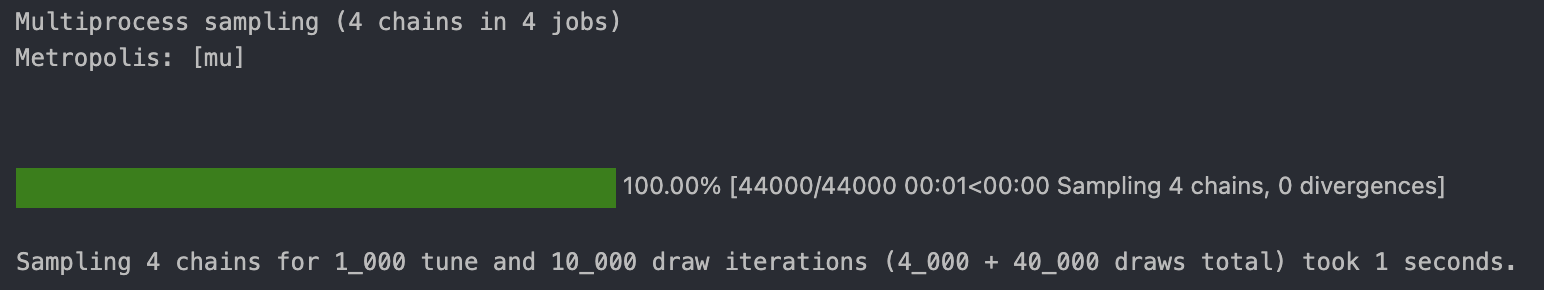 Multiprocess sampling (4 chains in 4 jobs)
Metropolis: [mu]
100.00% [44000/44000 00:01<00:00 Sampling 4 chains, 0 divergences]
Sampling 4 chains for 1_000 tune and 10_000 draw iterations (4_000 + 40_000 draws total) took 1 seconds.